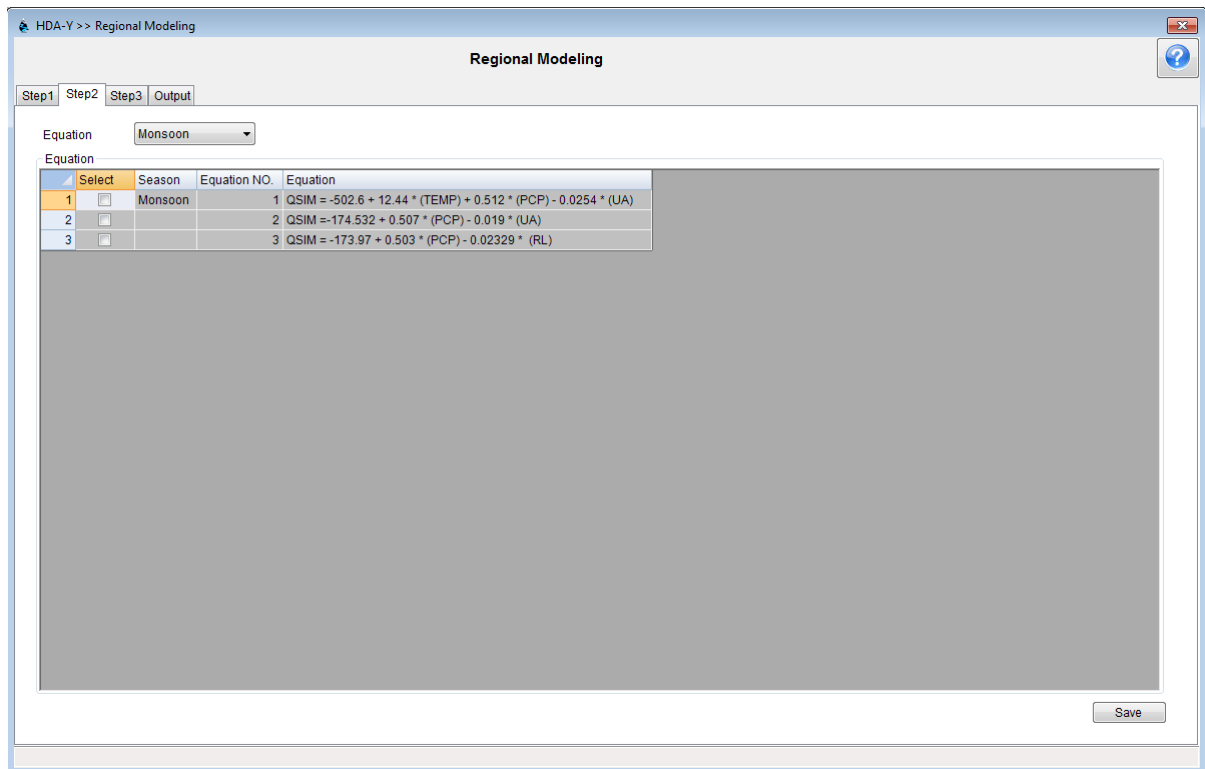 HDA-Y >> Regional Modeling
Regional Modeling
Step1 Step2 Step3 Output
Equation Monsoon
Equation
Select Season Equation NO. Equation
1 Monsoon 1 QSIM = -502.6 + 12.44 * (TEMP) + 0.512 * (PCP) - 0.0254 * (UA)
2 2 QSIM =-174.532 + 0.507 * (PCP) - 0.019 * (UA)
3 3 QSIM = -173.97 + 0.503 * (PCP) - 0.02329 * (RL)
Save